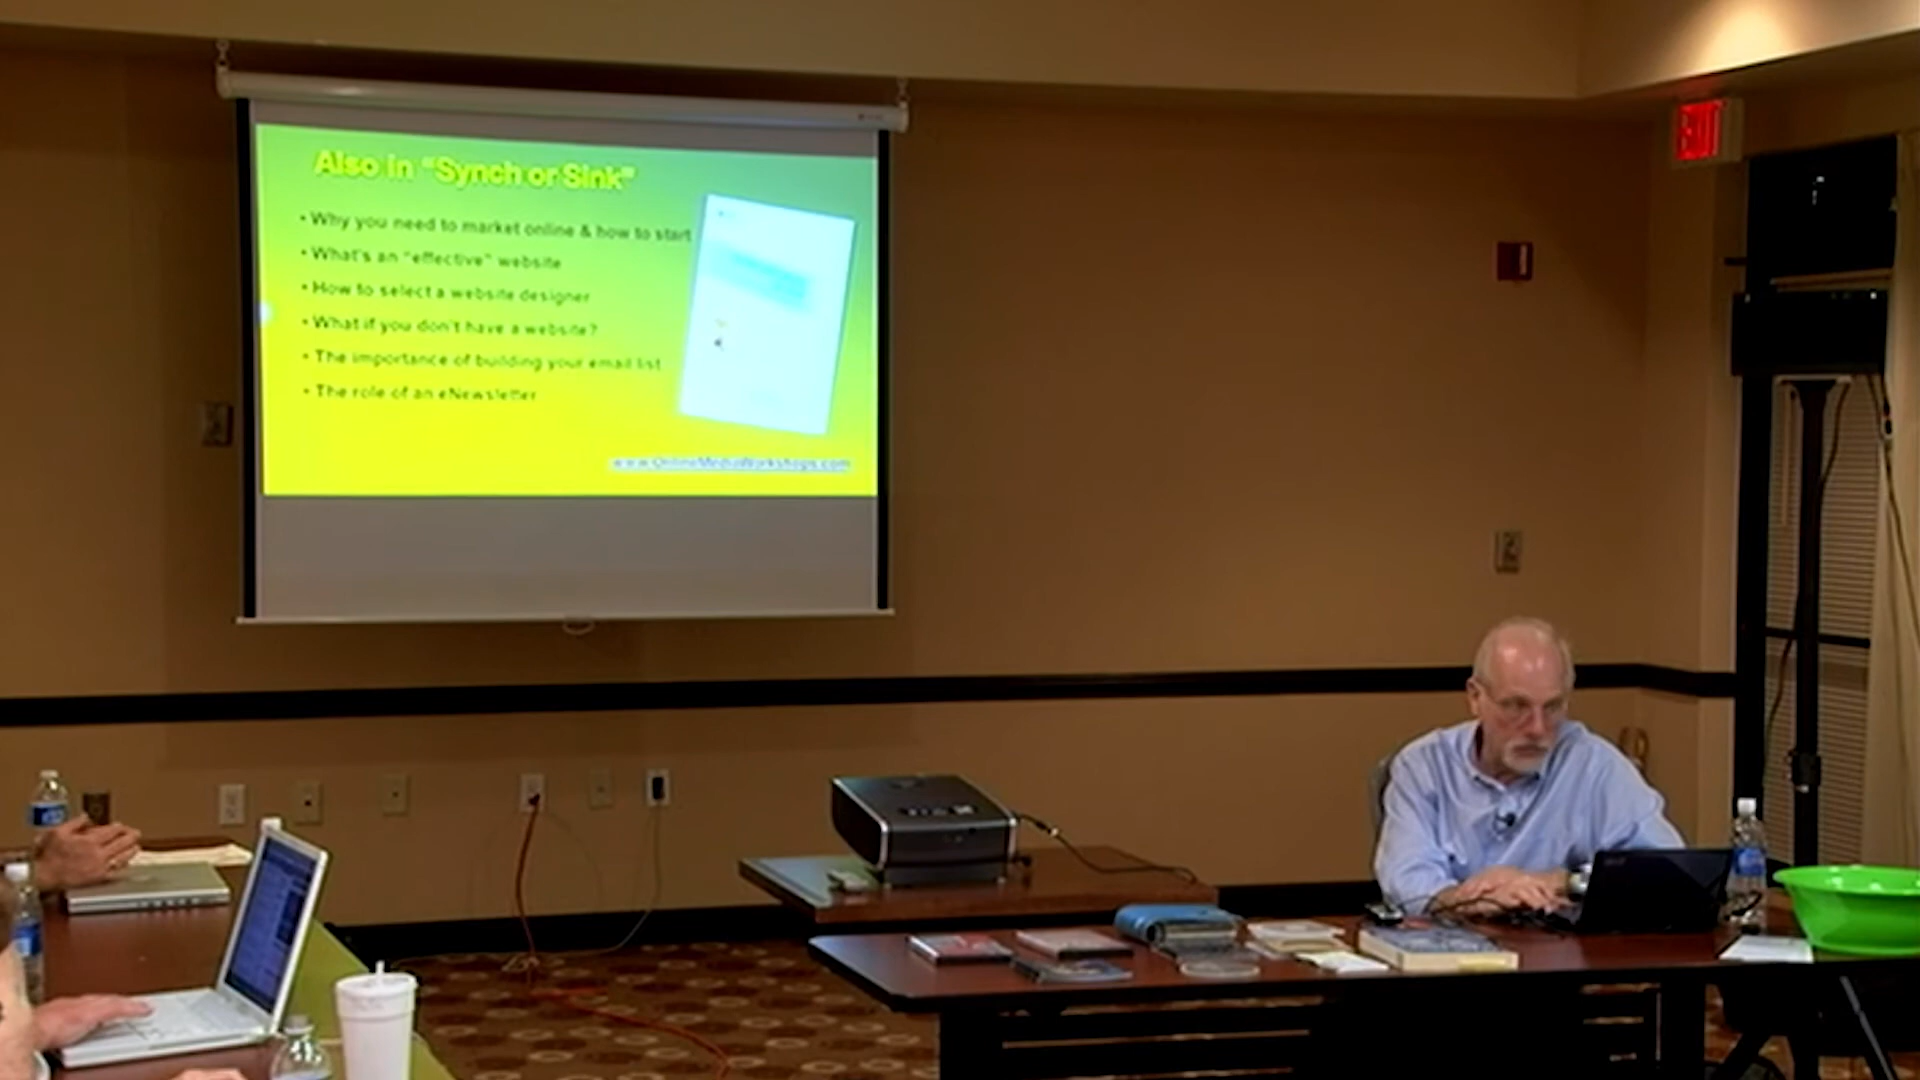 Also in "Synch or Sink"
• Why you need to market online & how to start
• What's an "effective" website
• How to select a website designer
• What if you don't have a website?
• The importance of building your email list
• The role of an eNewsletter
www.OnlineMediaWorkshops.com
EXIT